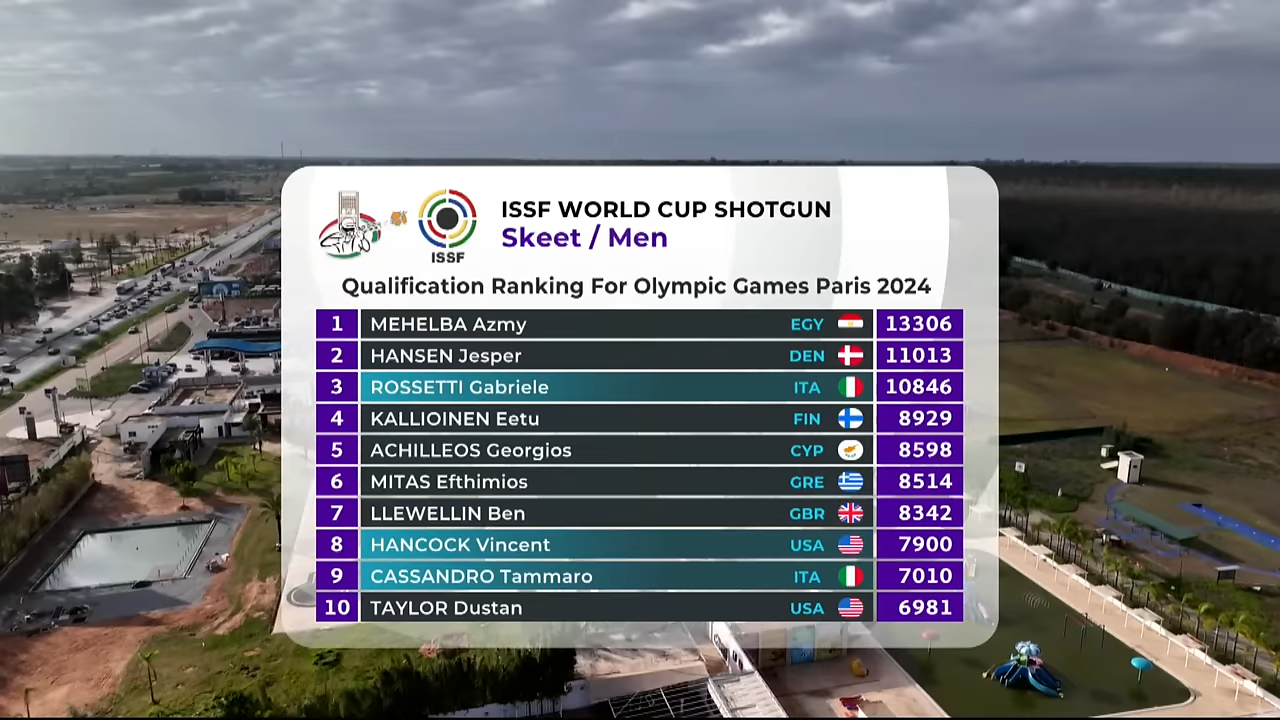 ISSF WORLD CUP SHOTGUN
Skeet / Men
ISSF
Qualification Ranking For Olympic Games Paris 2024
1 MEHELBA Azmy EGY 13306
2 HANSEN Jesper DEN 11013
3 ROSSETTI Gabriele ITA 10846
4 KALLIOINEN Eetu FIN 8929
5 ACHILLEOS Georgios CYP 8598
6 MITAS Efthimios GRE 8514
7 LLEWELLIN Ben GBR 8342
8 HANCOCK Vincent USA 7900
9 CASSANDRO Tammaro ITA 7010
10 TAYLOR Dustan USA 6981